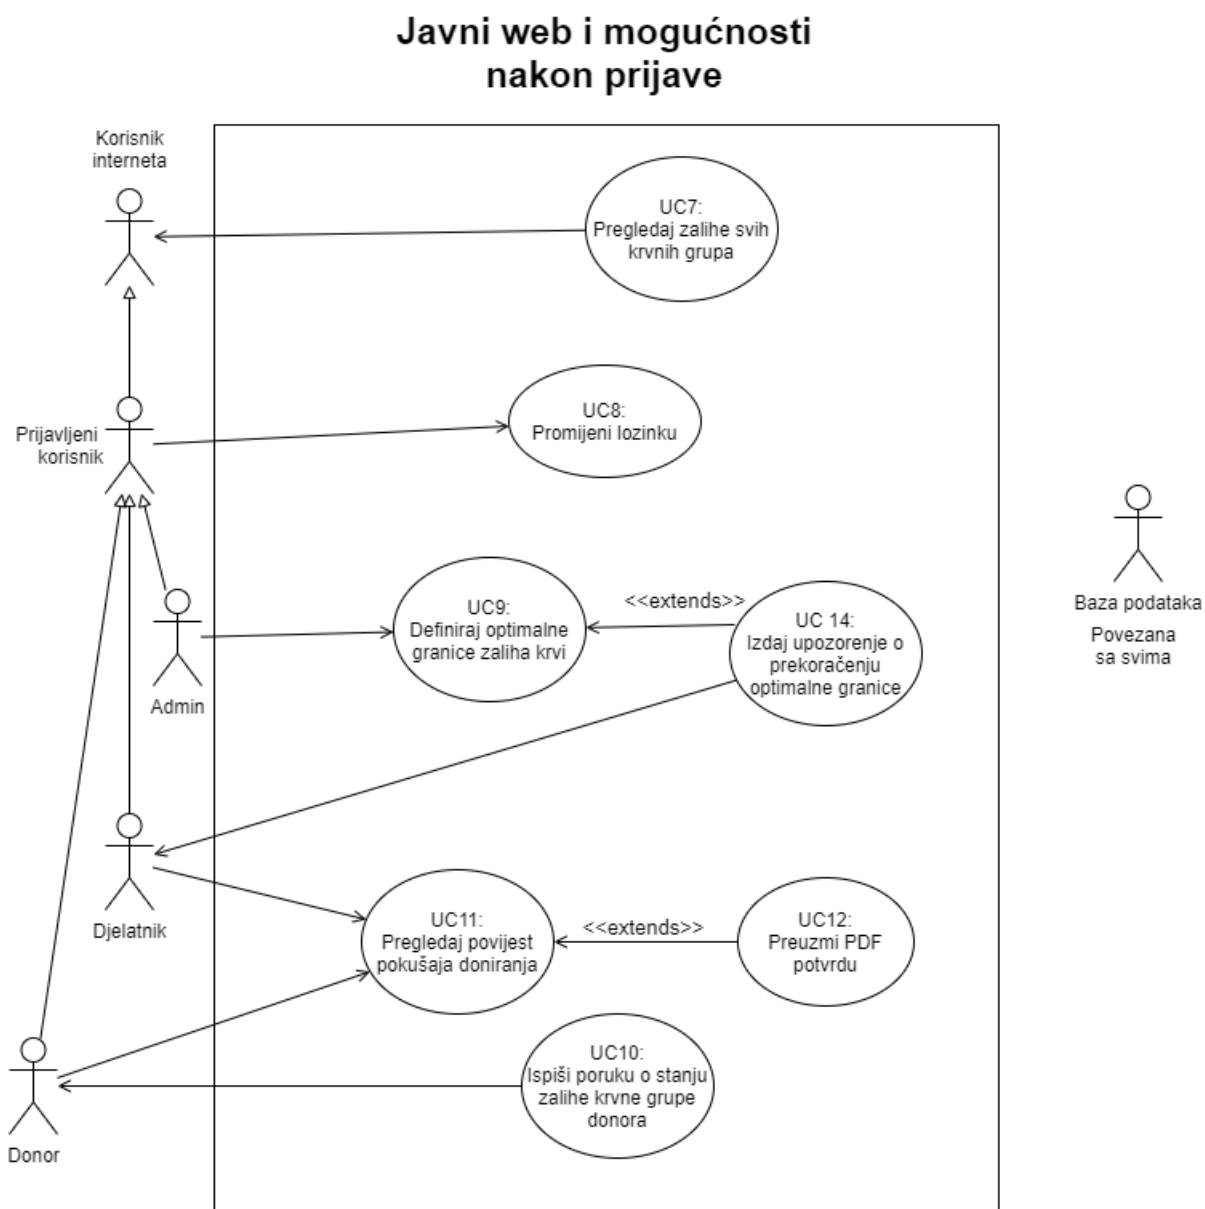 Javni web i mogućnosti
nakon prijave
Korisnik
interneta
UC7:
Pregledaj zalihe svih
krvnih grupa
UC8:
Promijeni lozinku
Prijavljeni
korisnik
Baza podataka
Povezana
sa svima
UC9:
Definiraj optimalne
granice zaliha krvi
<<extends>>
UC 14:
Izdaj upozorenje o
prekoračenju
optimalne granice
Admin
Djelatnik
UC11:
Pregledaj povijest
pokušaja doniranja
<<extends>>
UC12:
Preuzmi PDF
potvrdu
UC10:
Ispiši poruku o stanju
zalihe krvne grupe
donora
Donor